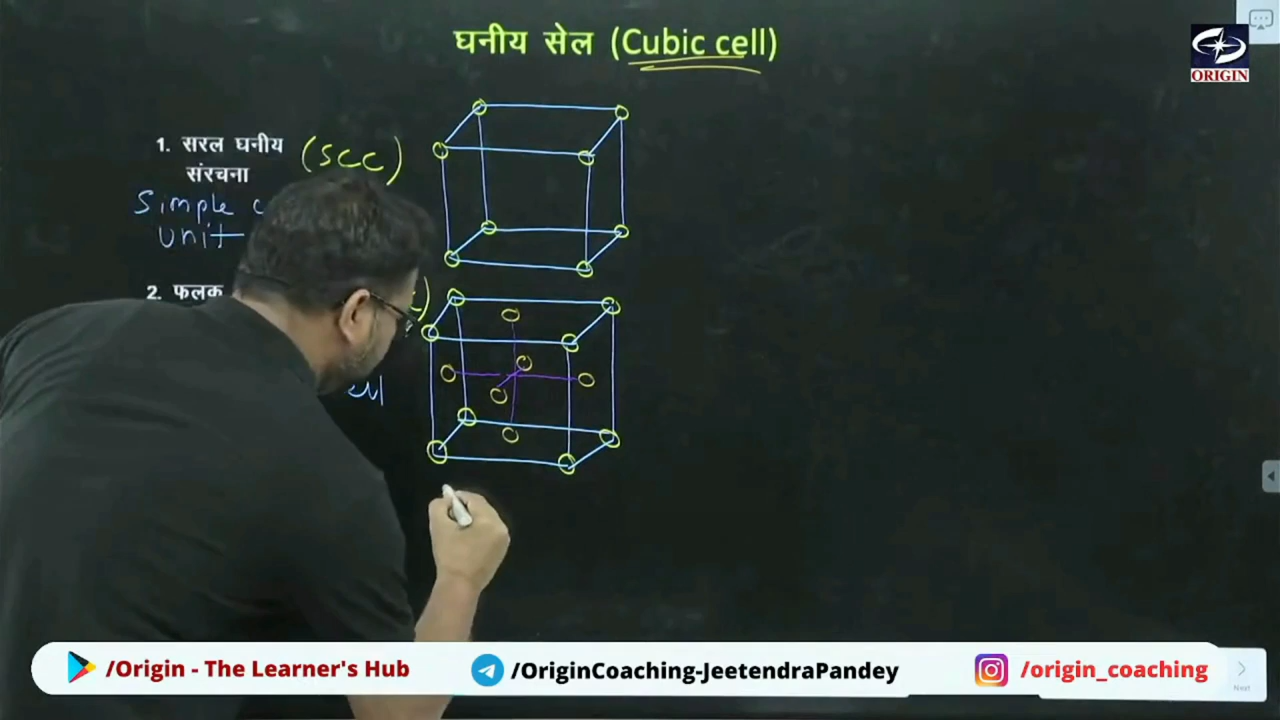 घनीय सेल (Cubic cell)
ORIGIN
1. सरल घनीय (SCC)
संरचना
Simple
unit
2. फलक
/Origin - The Learner's Hub
/OriginCoaching-JeetendraPandey
/origin_coaching
Next